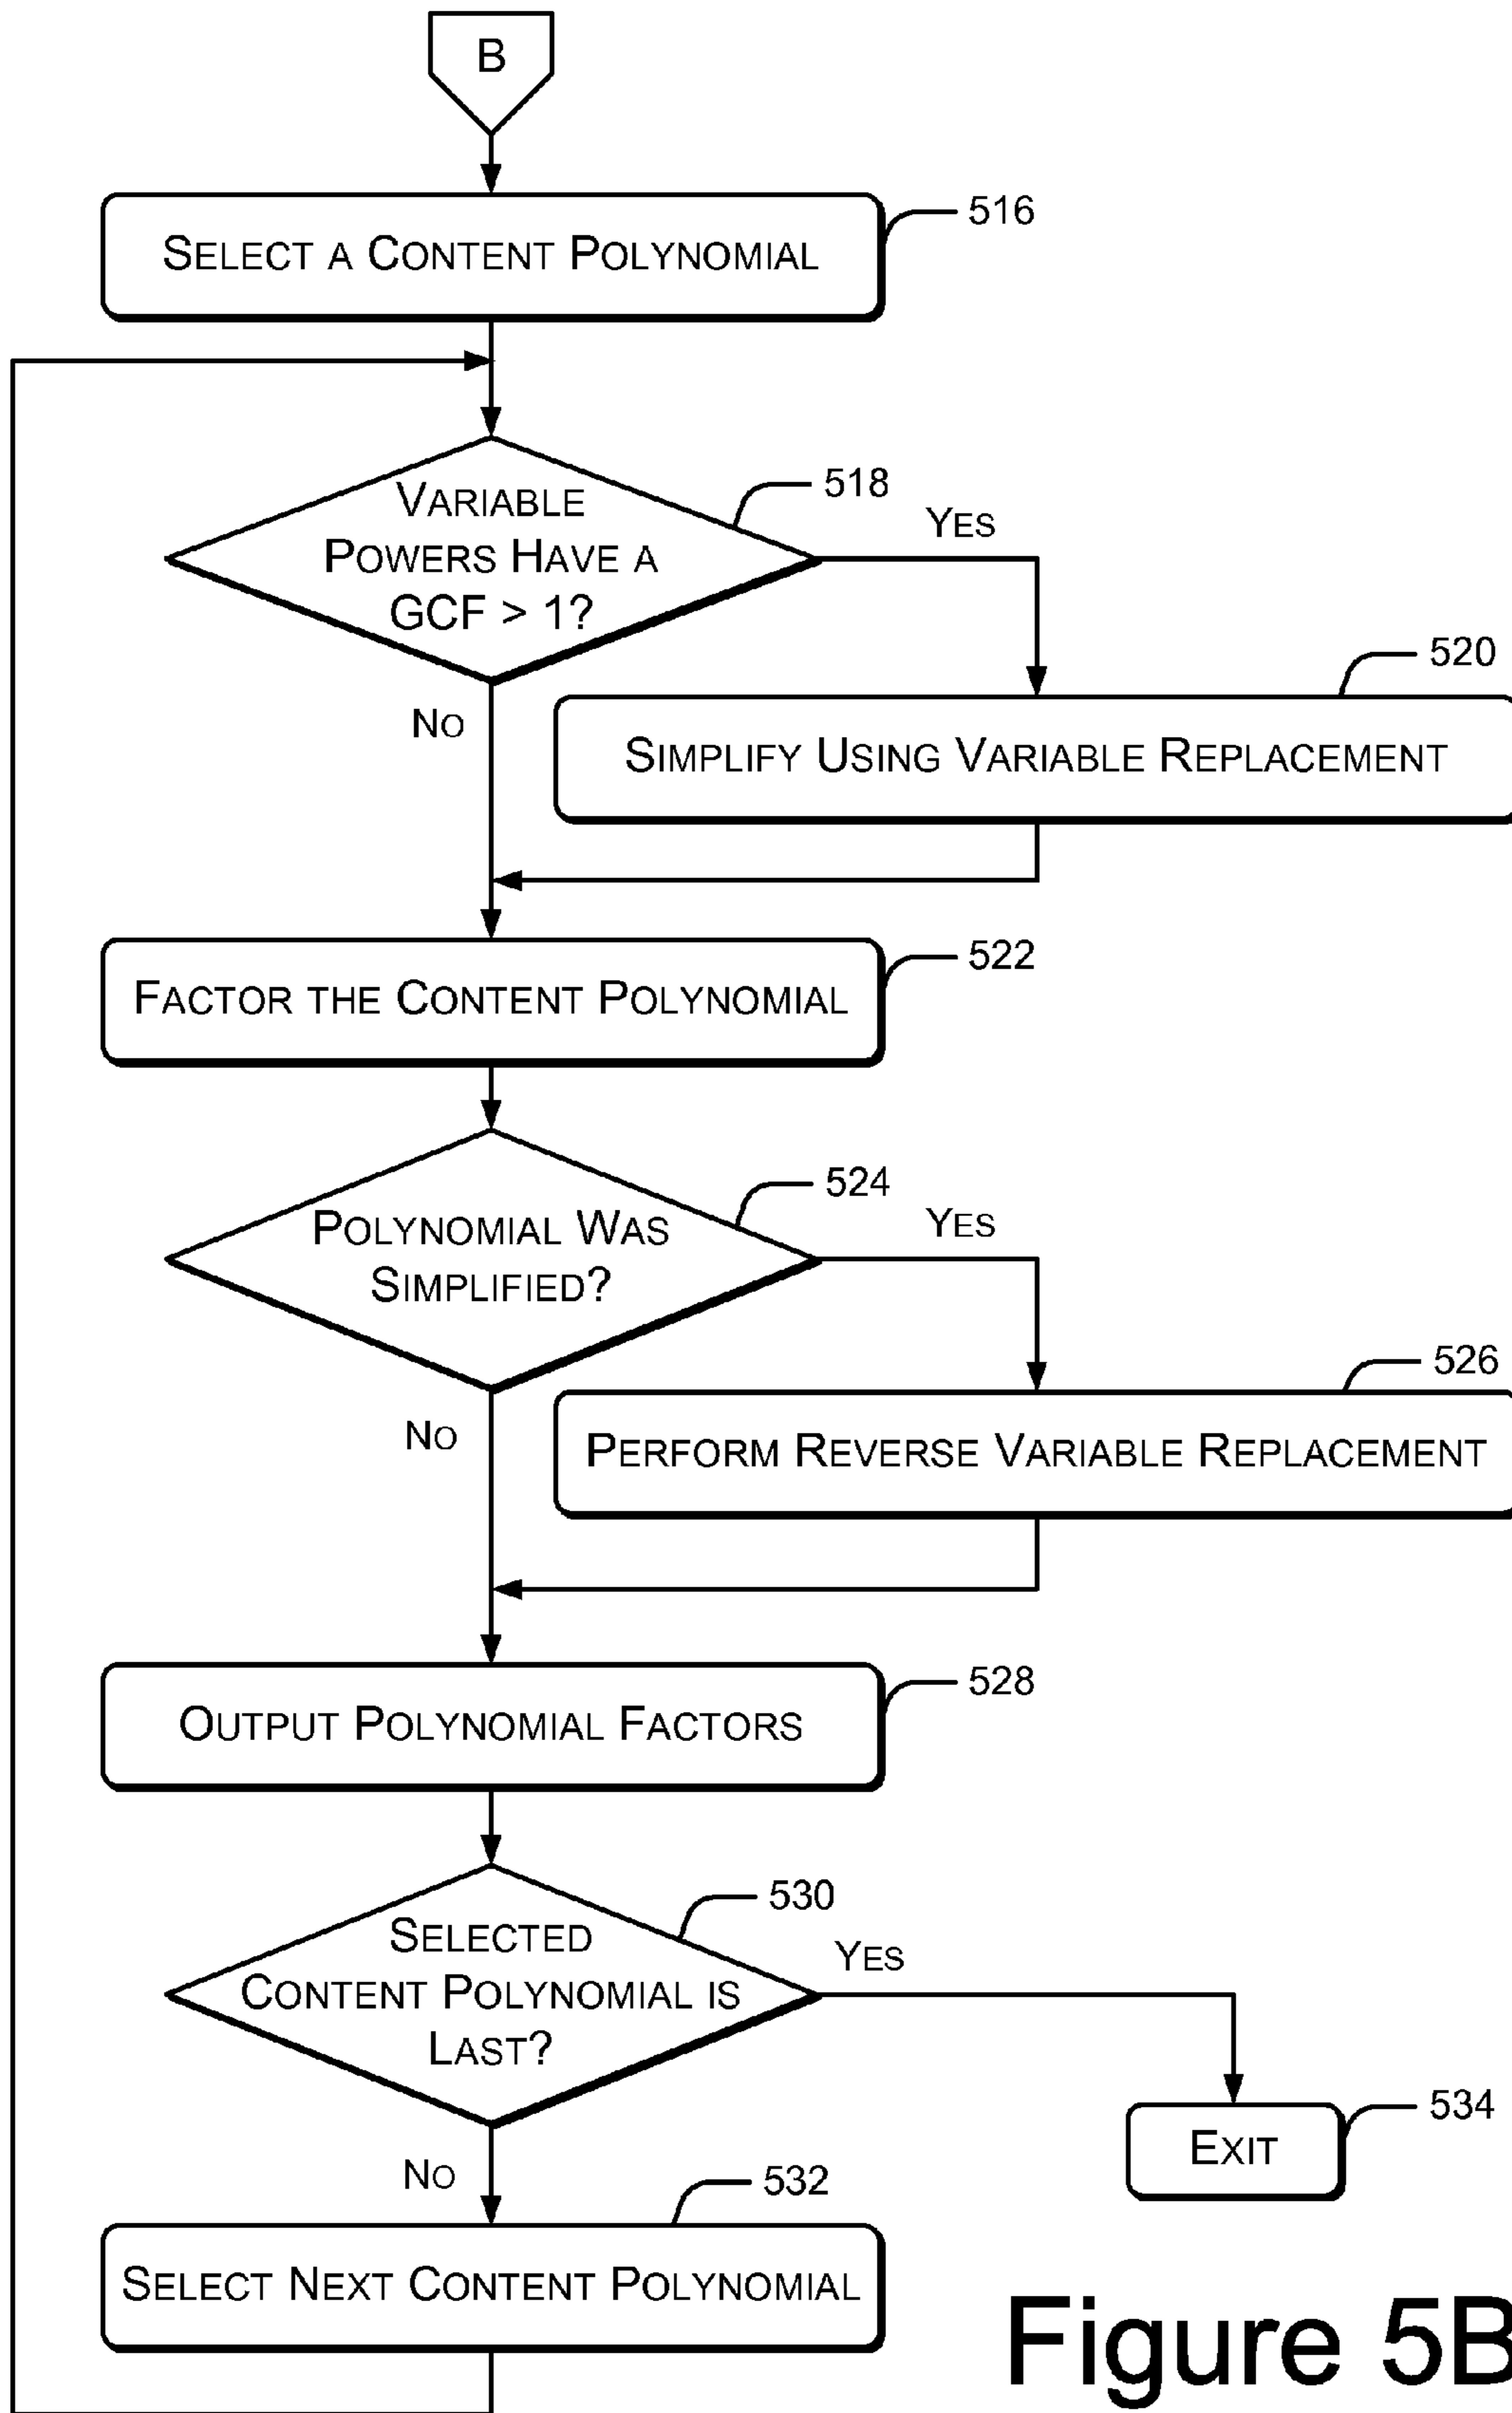 B
SELECT A CONTENT POLYNOMIAL
516
VARIABLE
POWERS HAVE A
GCF > 1?
518
YES
NO
520
SIMPLIFY USING VARIABLE REPLACEMENT
522
FACTOR THE CONTENT POLYNOMIAL
524
POLYNOMIAL WAS
SIMPLIFIED?
YES
NO
526
PERFORM REVERSE VARIABLE REPLACEMENT
528
OUTPUT POLYNOMIAL FACTORS
530
SELECTED
CONTENT POLYNOMIAL IS
LAST?
YES
NO
534
EXIT
532
SELECT NEXT CONTENT POLYNOMIAL
Figure 5B